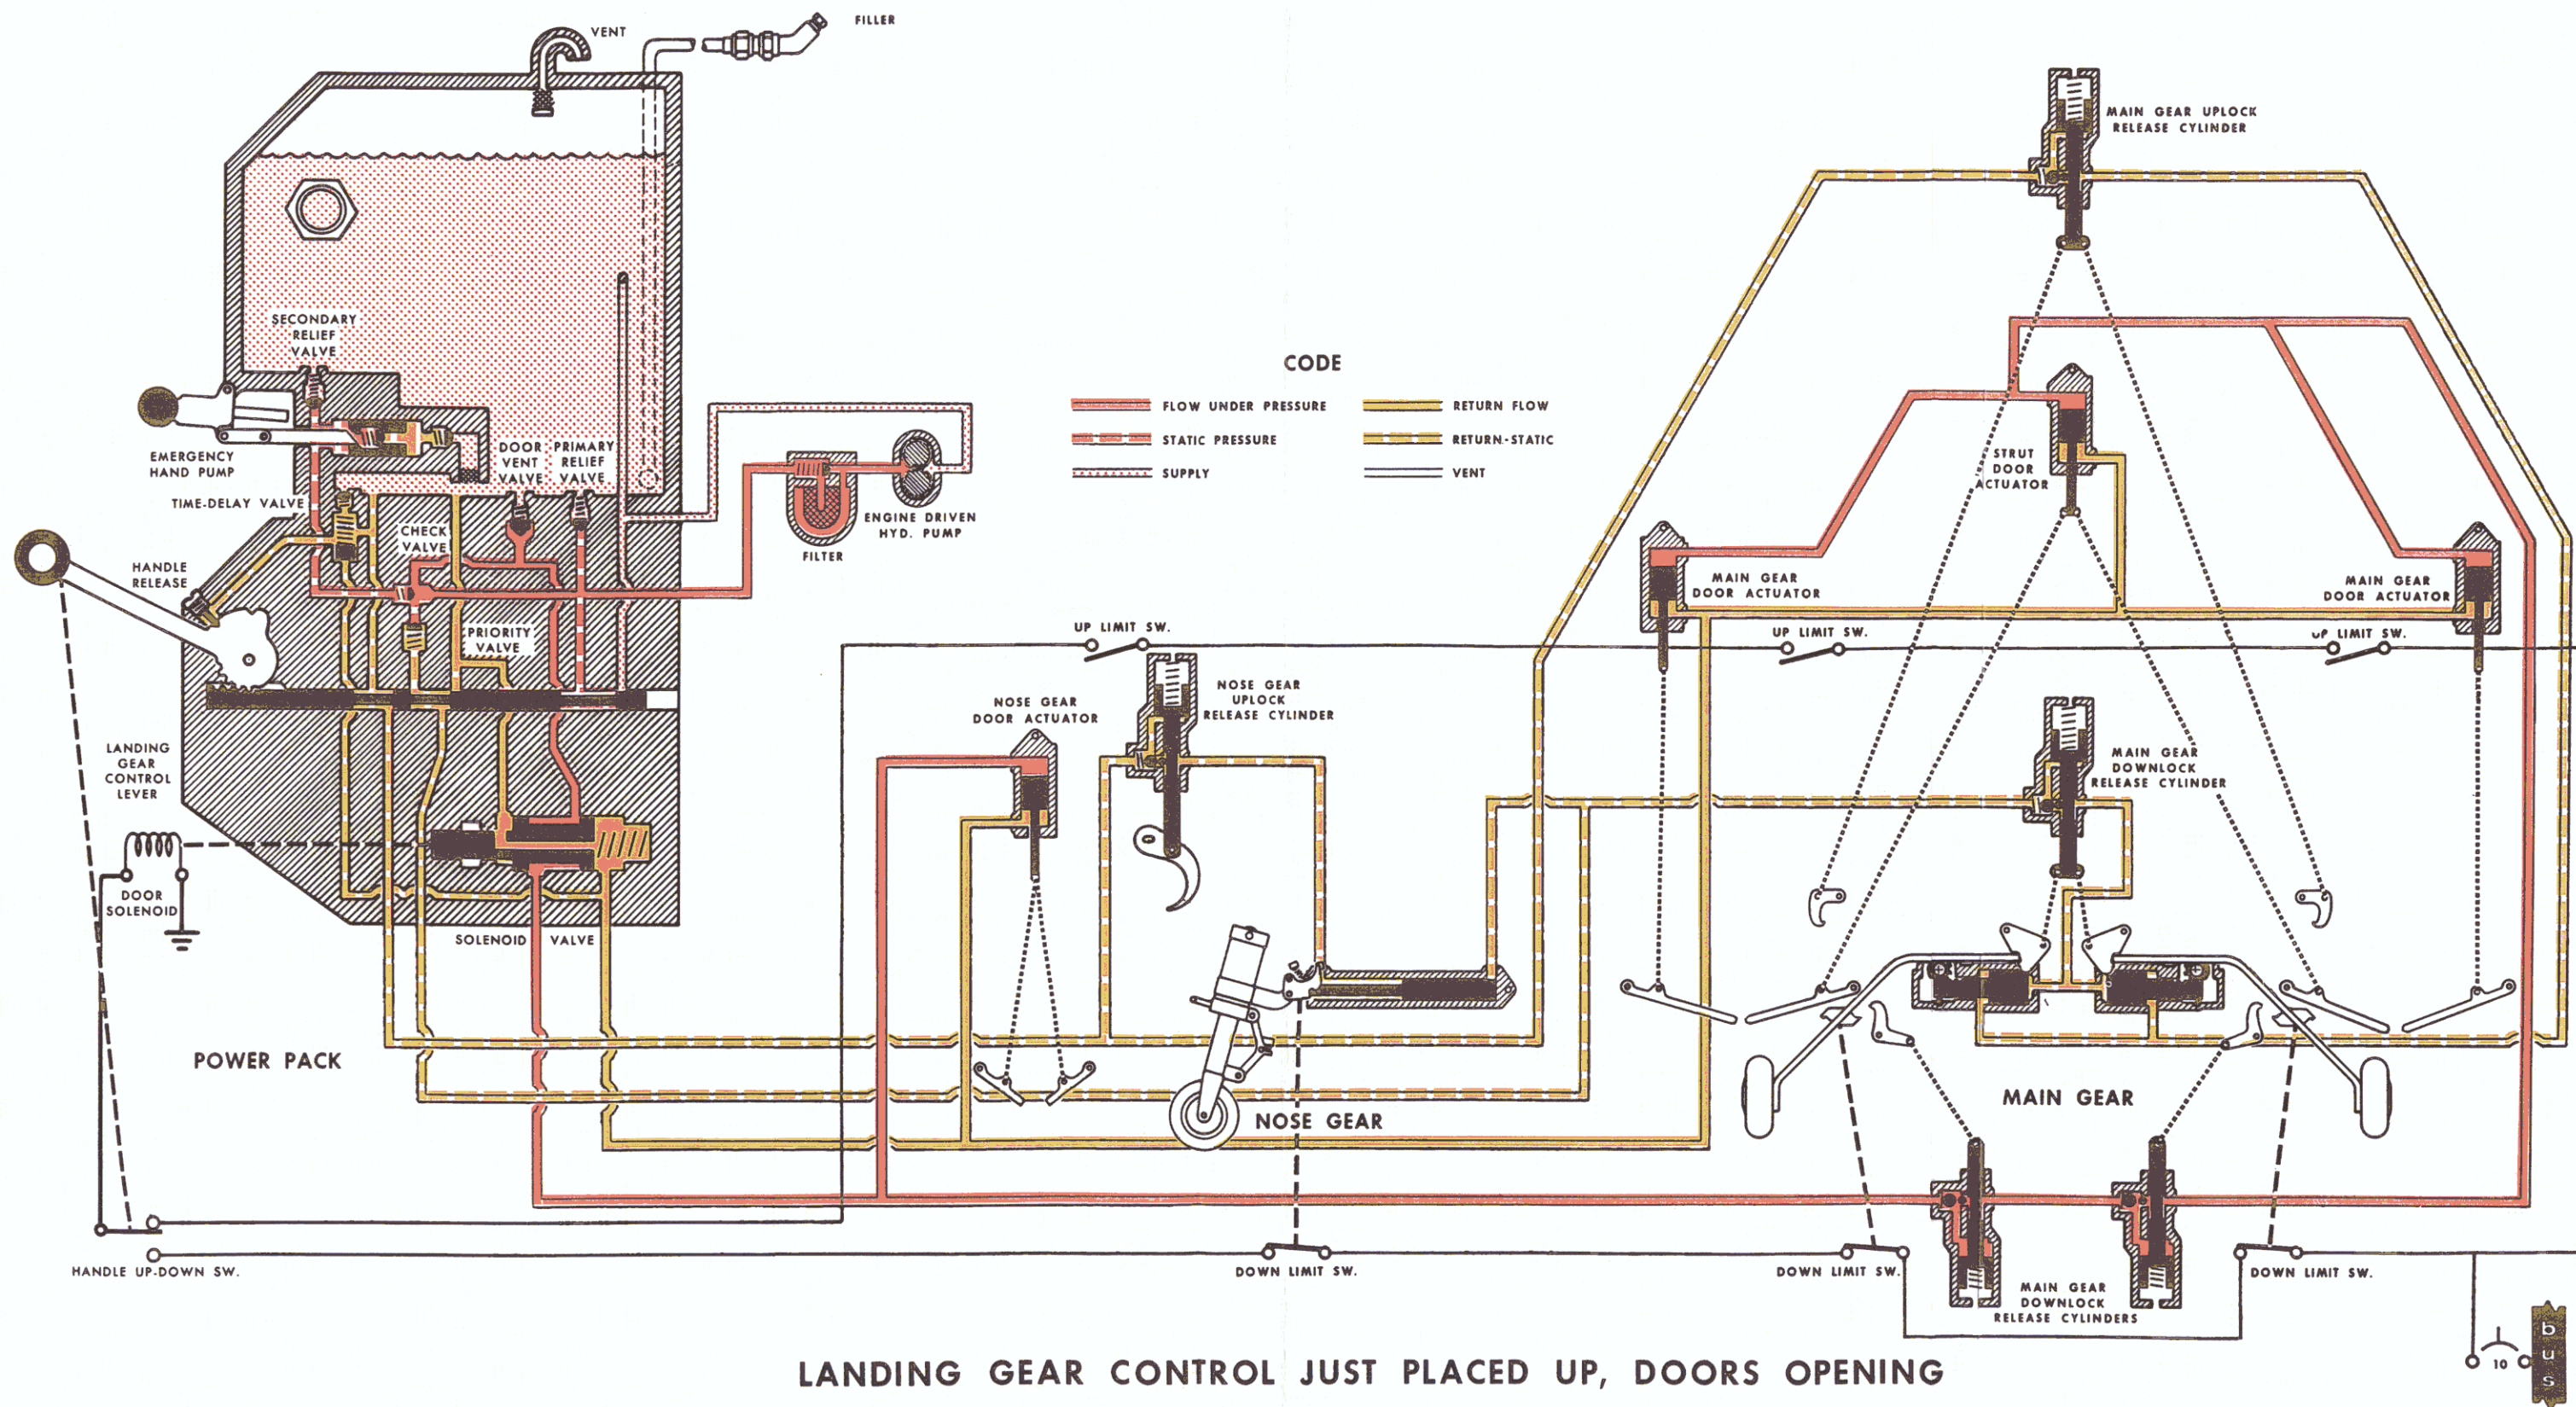 VENT
FILLER
MAIN GEAR UPLOCK
RELEASE CYLINDER
SECONDARY
RELIEF
VALVE
CODE
FLOW UNDER PRESSURE
RETURN FLOW
STATIC PRESSURE
RETURN-STATIC
SUPPLY
VENT
EMERGENCY
HAND PUMP
DOOR
VENT
VALVE
PRIMARY
RELIEF
VALVE
STRUT
DOOR
ACTUATOR
TIME-DELAY VALVE
CHECK
VALVE
FILTER
ENGINE DRIVEN
HYD. PUMP
HANDLE
RELEASE
MAIN GEAR
DOOR ACTUATOR
MAIN GEAR
DOOR ACTUATOR
PRIORITY
VALVE
UP LIMIT SW.
UP LIMIT SW.
UP LIMIT SW.
NOSE GEAR
DOOR ACTUATOR
NOSE GEAR
UPLOCK
RELEASE CYLINDER
LANDING
GEAR
CONTROL
LEVER
MAIN GEAR
DOWNLOCK
RELEASE CYLINDER
DOOR
SOLENOID
SOLENOID VALVE
POWER PACK
NOSE GEAR
MAIN GEAR
HANDLE UP-DOWN SW.
DOWN LIMIT SW.
DOWN LIMIT SW.
DOWN LIMIT SW.
MAIN GEAR
DOWNLOCK
RELEASE CYLINDERS
10
bus
LANDING GEAR CONTROL JUST PLACED UP, DOORS OPENING